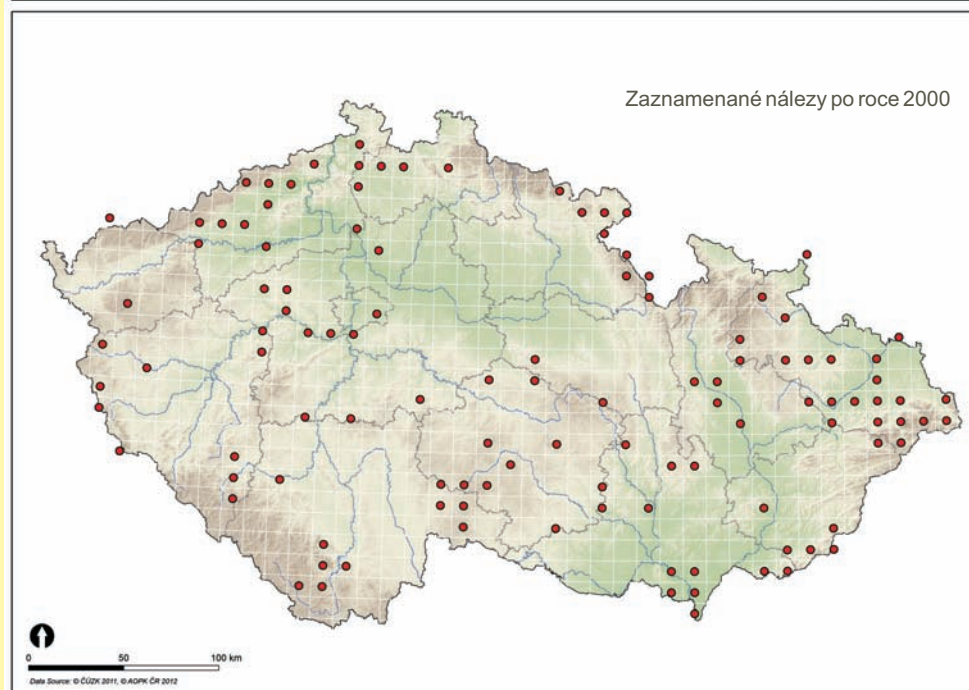 Zaznamenané nálezy po roce 2000
0 50 100 km
Data Source: © ČÚZK 2011, © AOPK ČR 2012